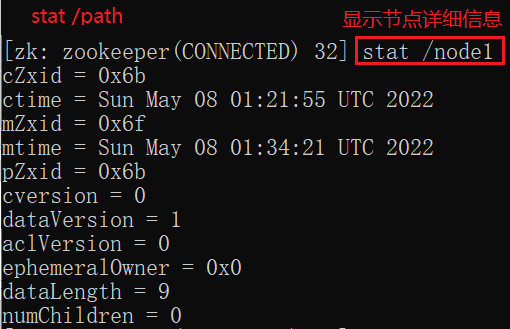 stat /path
显示节点详细信息
[zk: zookeeper(CONNECTED) 32] stat /node1
cZxid = 0x6b
ctime = Sun May 08 01:21:55 UTC 2022
mZxid = 0x6f
mtime = Sun May 08 01:34:21 UTC 2022
pZxid = 0x6b
cversion = 0
dataVersion = 1
aclVersion = 0
ephemeralOwner = 0x0
dataLength = 9
numChildren = 0